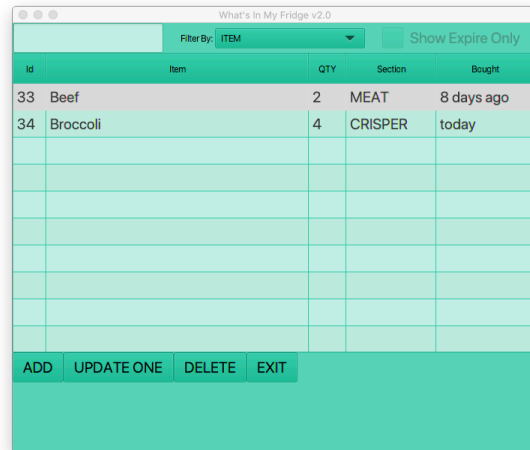 What's In My Fridge v2.0
Filter By: ITEM Show Expire Only
Id Item QTY Section Bought
33 Beef 2 MEAT 8 days ago
34 Broccoli 4 CRISPER today
ADD UPDATE ONE DELETE EXIT